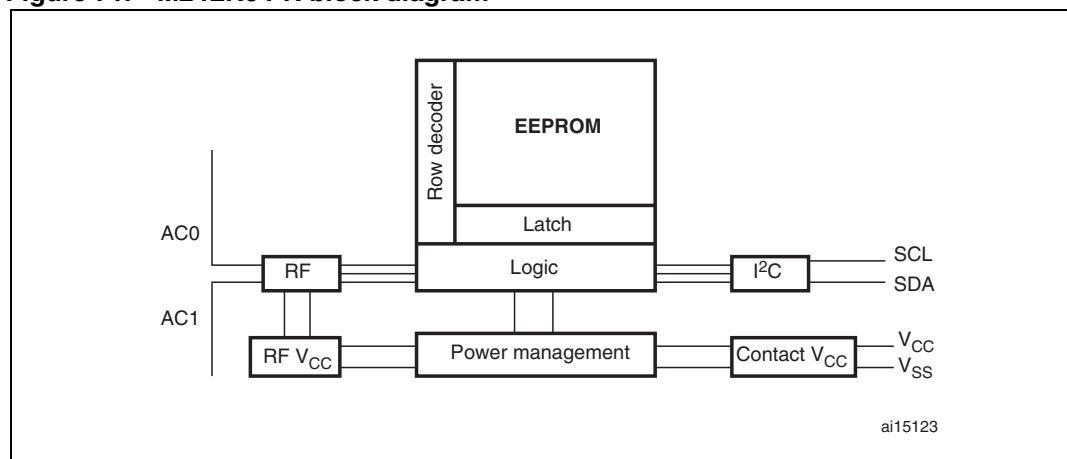 Row decoder
EEPROM
Latch
AC0
RF
Logic
I²C
SCL
SDA
AC1
RF VCC
Power management
Contact VCC
VCC
VSS
ai15123